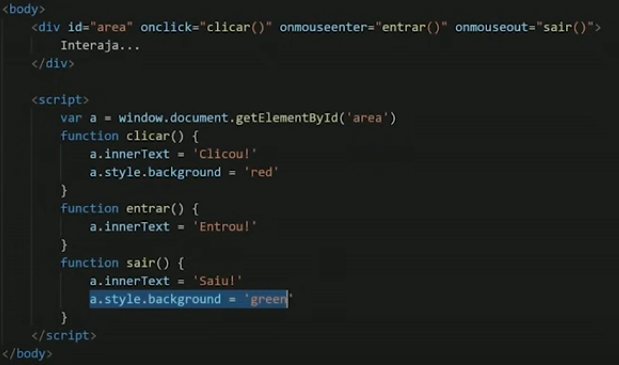 <body>
<div id="area" onclick="clicar()" onmouseenter="entrar()" onmouseout="sair()">
Interaja...
</div>
<script>
var a = window.document.getElementById('area')
function clicar() {
a.innerText = 'Clicou!'
a.style.background = 'red'
}
function entrar() {
a.innerText = 'Entrou!'
}
function sair() {
a.innerText = 'Saiu!'
a.style.background = 'green'
}
</script>
</body>